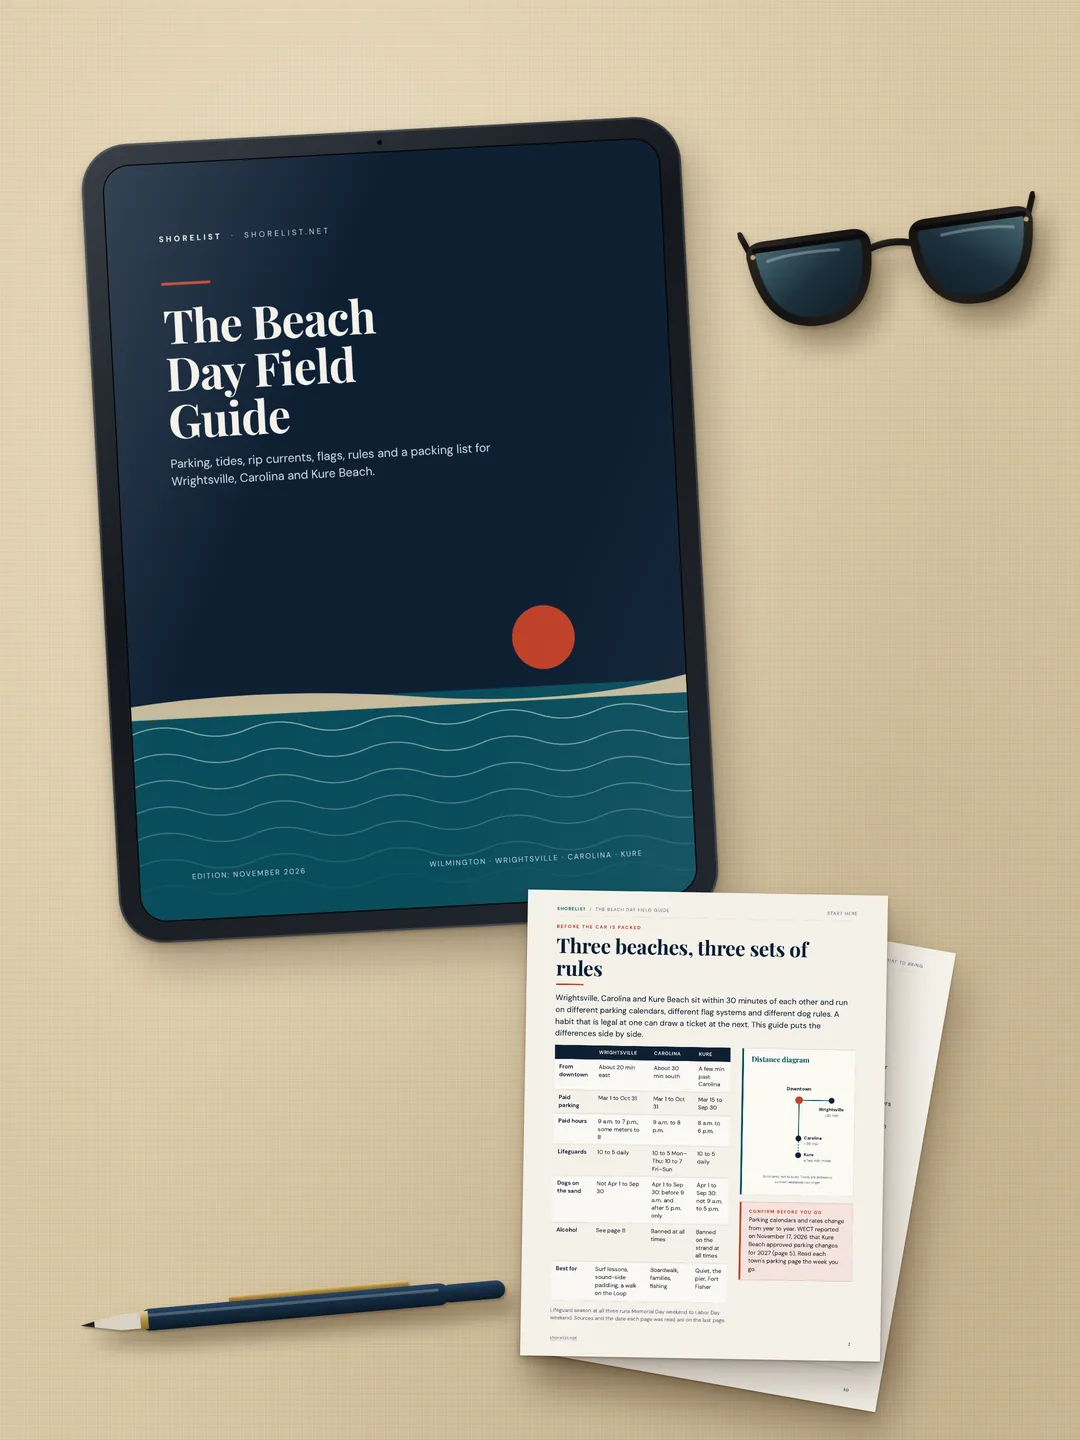 SHORELIST · SHORELIST.NET
The Beach
Day Field
Guide
Parking, tides, rip currents, flags, rules and a packing list for
Wrightsville, Carolina and Kure Beach.
EDITION: NOVEMBER 2026
WILMINGTON · WRIGHTSVILLE · CAROLINA · KURE
SHORELIST / THE BEACH DAY FIELD GUIDE
START HERE
BEFORE THE CAR IS PACKED
Three beaches, three sets of
rules
Wrightsville, Carolina and Kure Beach sit within 30 minutes of each other and run
on different parking calendars, different flag systems and different dog rules. A
habit that is legal at one can draw a ticket at the next. This guide puts the
differences side by side.
WRIGHTSVILLE CAROLINA KURE
From
downtown
About 20 min
east
About 30
min south
A few min
past
Carolina
Paid
parking
Mar 1 to Oct 31
Mar 1 to Oct
31
Mar 15 to
Sep 30
Paid hours
9 a.m. to 7 p.m.;
some meters to
8
9 a.m. to 8
p.m.
8 a.m. to
6 p.m.
Lifeguards
10 to 5 daily
10 to 5 Mon–
Thu; 10 to 7
Fri–Sun
10 to 5
daily
Dogs on
the sand
Not Apr 1 to Sep
30
Apr 1 to Sep
30: before 9
a.m. and
after 5 p.m.
only
Apr 1 to
Sep 30:
not 9 a.m.
to 5 p.m.
Alcohol
See page 11
Banned at all
times
Banned
on the
strand at
all times
Best for
Surf lessons,
sound-side
paddling, a walk
on the Loop
Boardwalk,
families,
fishing
Quiet, the
pier, Fort
Fisher
Lifeguard season at all three runs Memorial Day weekend to Labor Day
weekend. Sources and the date each page was read are on the last page.
shorelist.net
2
Distance diagram
Downtown
Wrightsville
~20 min
Carolina
~30 min
Kure
a few min more
CONFIRM BEFORE YOU GO
Parking calendars and rates change
from year to year. WECT reported
on November 17, 2026 that Kure
Beach approved parking changes
for 2027 (page 5). Read each
town's parking page the week you
go.
TO BRING
10